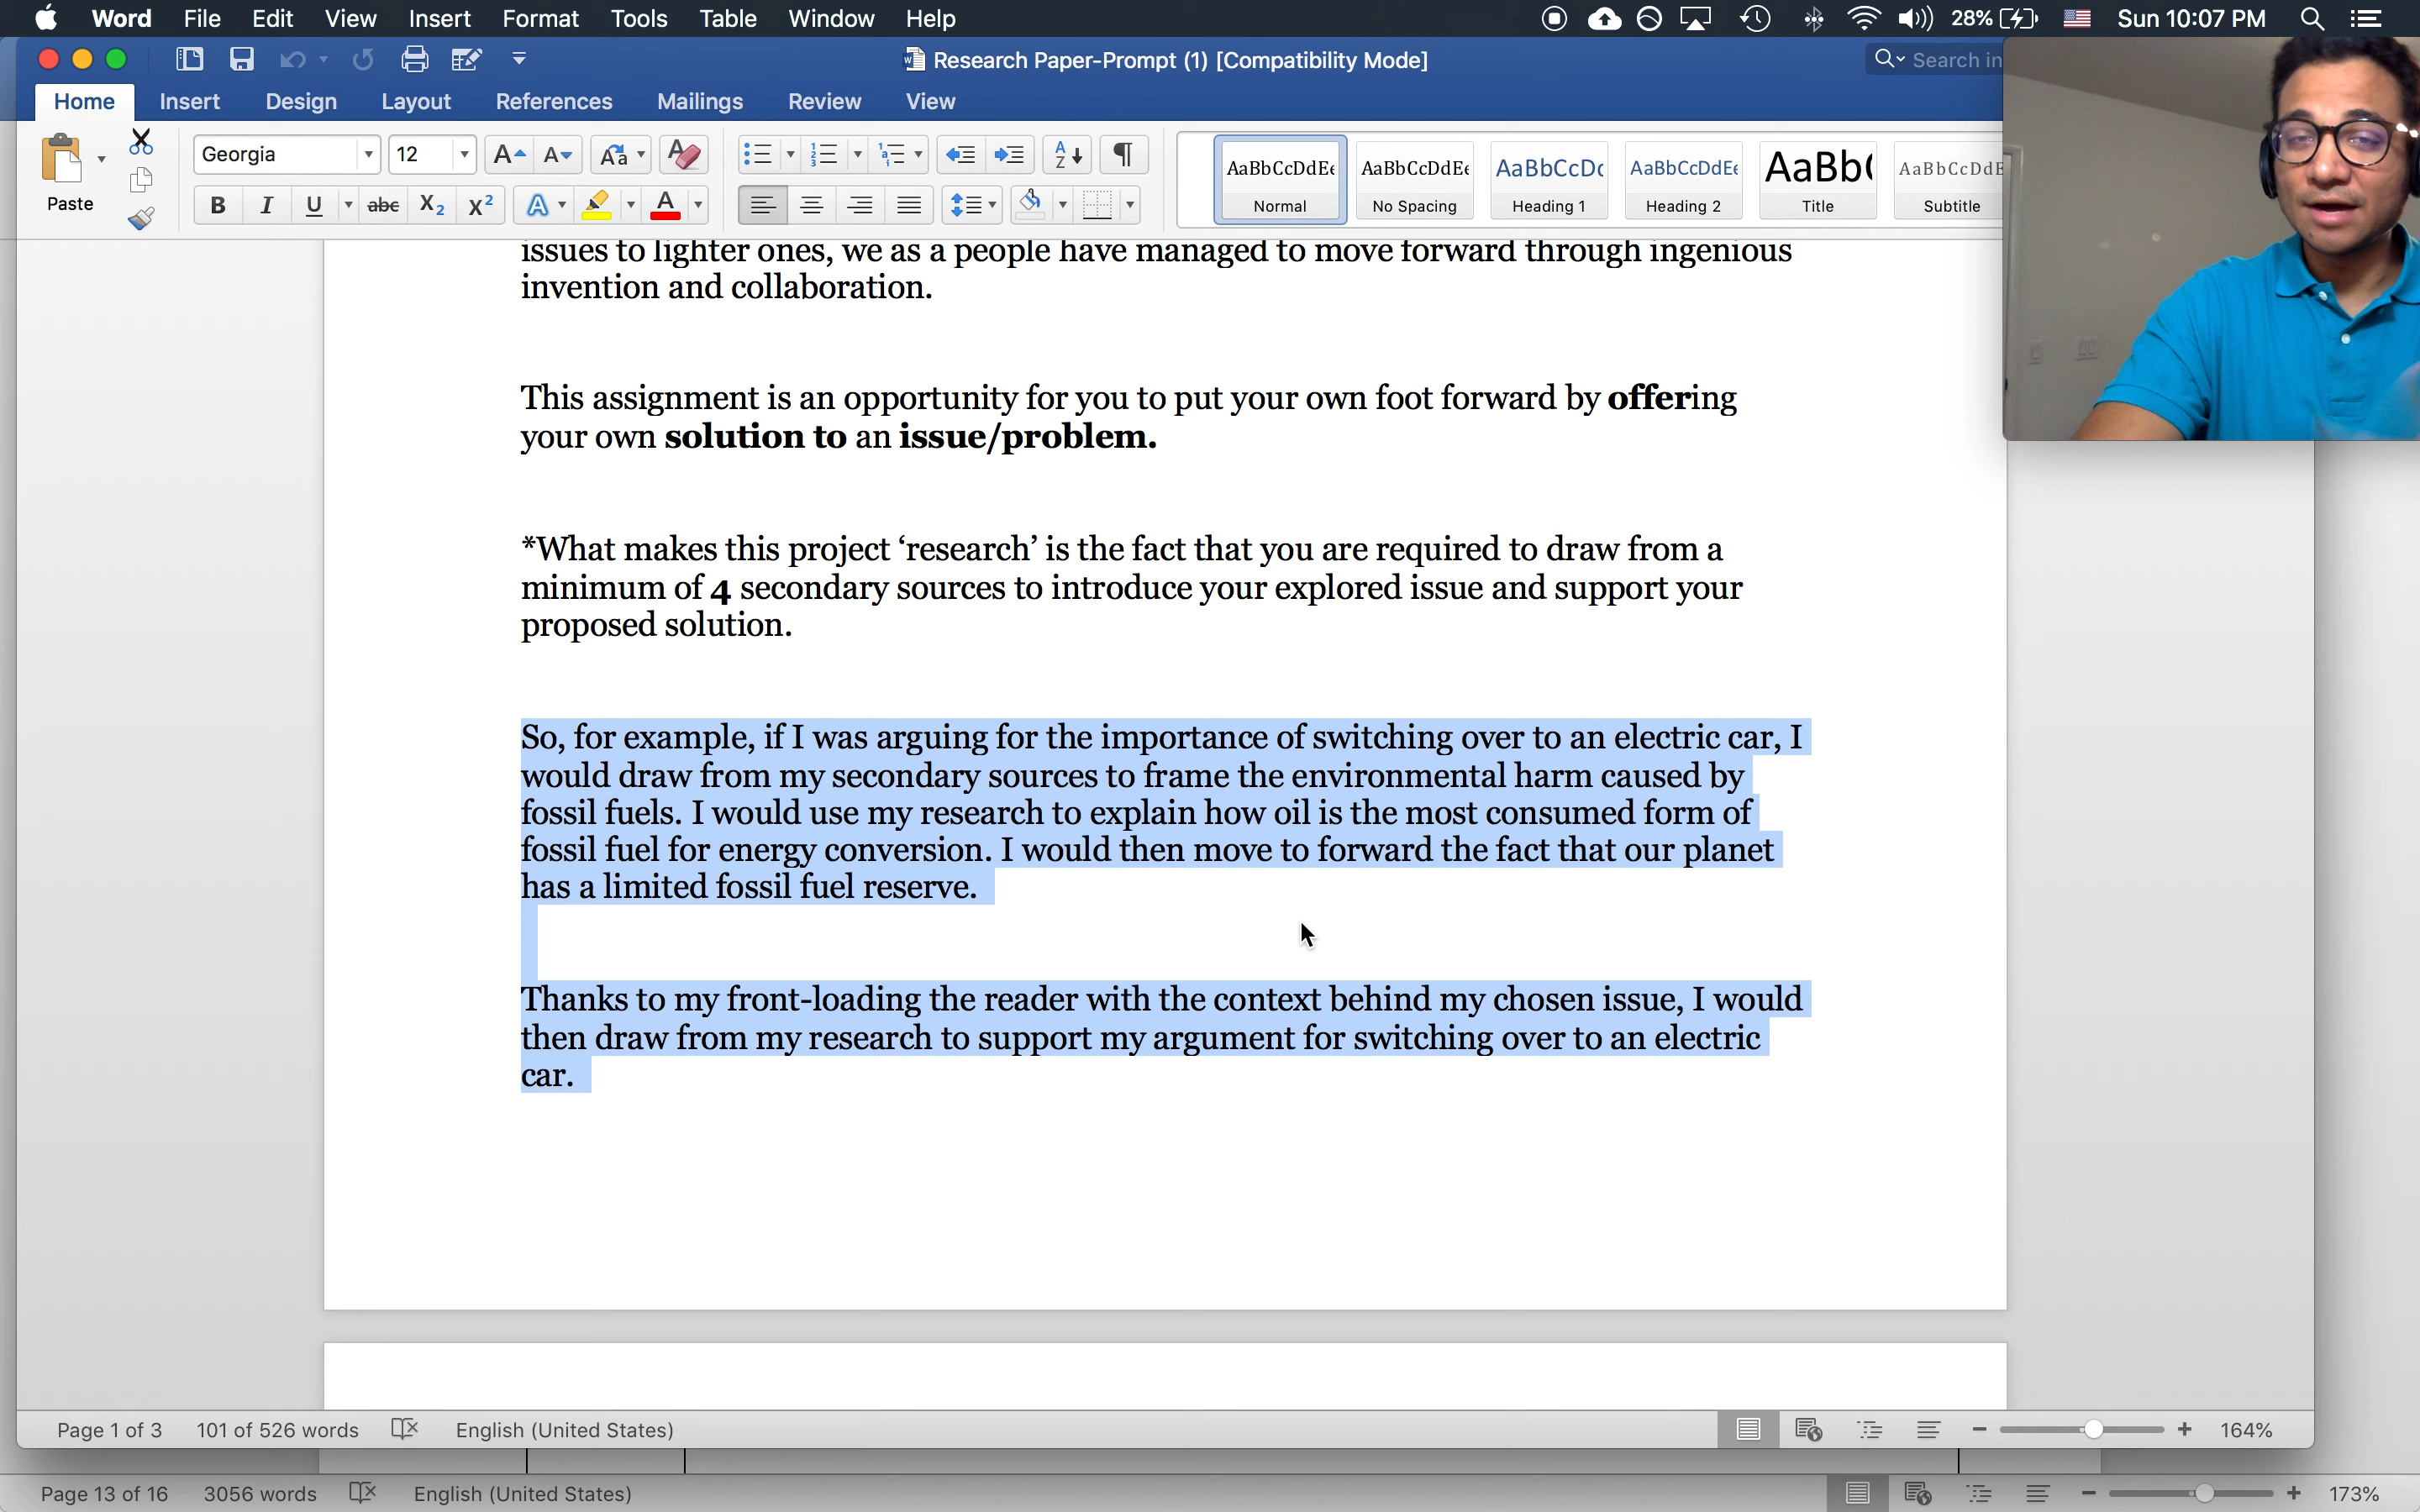 Word File Edit View Insert Format Tools Table Window Help 28% Sun 10:07 PM
Research Paper-Prompt (1) [Compatibility Mode] Search in
Home Insert Design Layout References Mailings Review View
Paste Georgia 12 A A Aa A A Z ¶
B I U abc X2 X2 A A
AaBbCcDdEe AaBbCcDdEe AaBbCcDc AaBbCcDdEe AaBb( AaBbCcDdE
Normal No Spacing Heading 1 Heading 2 Title Subtitle
issues to lighter ones, we as a people have managed to move forward through ingenious
invention and collaboration.
This assignment is an opportunity for you to put your own foot forward by offering
your own solution to an issue/problem.
*What makes this project ‘research’ is the fact that you are required to draw from a
minimum of 4 secondary sources to introduce your explored issue and support your
proposed solution.
So, for example, if I was arguing for the importance of switching over to an electric car, I
would draw from my secondary sources to frame the environmental harm caused by
fossil fuels. I would use my research to explain how oil is the most consumed form of
fossil fuel for energy conversion. I would then move to forward the fact that our planet
has a limited fossil fuel reserve.
Thanks to my front-loading the reader with the context behind my chosen issue, I would
then draw from my research to support my argument for switching over to an electric
car.
Page 1 of 3 101 of 526 words English (United States) 164%
Page 13 of 16 3056 words English (United States) 173%